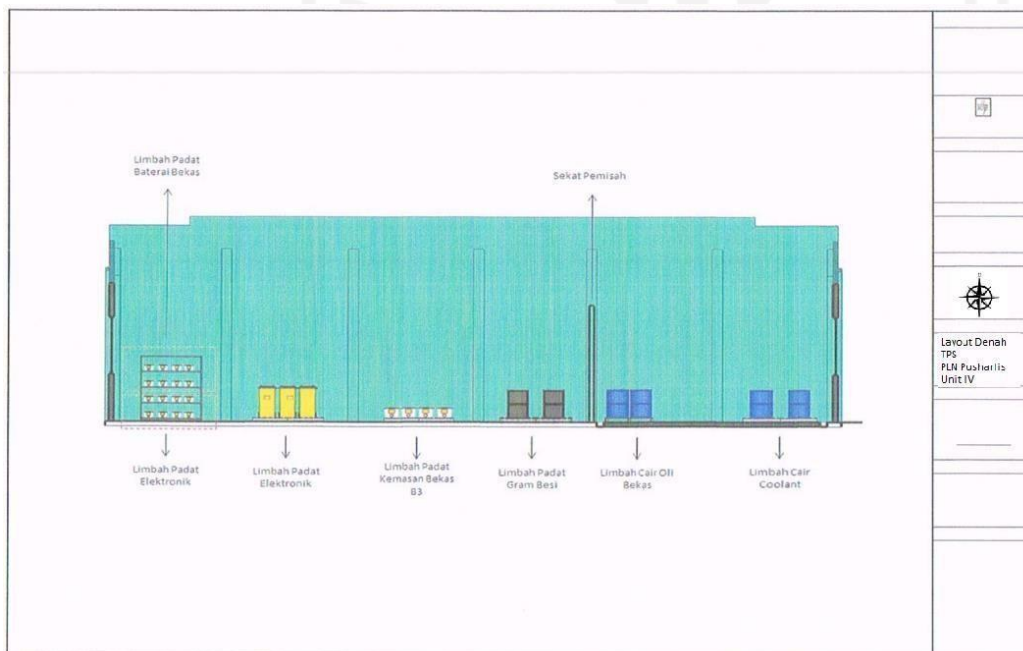 Limbah Padat
Baterai Bekas
Sekat Pemisah
Limbah Padat
Elektronik
Limbah Padat
Elektronik
Limbah Padat
Kemasan Bekas
B3
Limbah Padat
Gram Besi
Limbah Cair Oli
Bekas
Limbah Cair
Coolant
Layout Denah
TPS
PLN Pusharlis
Unit IV